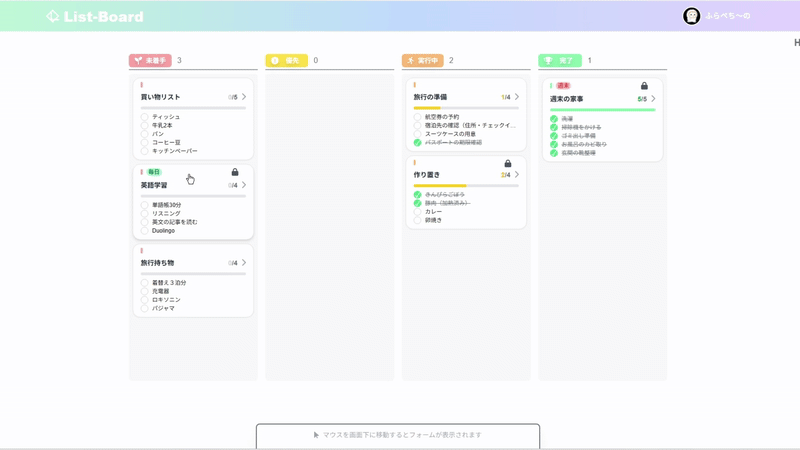 List-Board
ふらぺち〜の
H
未着手 3
買い物リスト 0/5
ティッシュ
牛乳2本
パン
コーヒー豆
キッチンペーパー
毎日
英語学習 0/4
単語帳30分
リスニング
英文の記事を読む
Duolingo
旅行持ち物 0/4
着替え３泊分
充電器
ロキソニン
パジャマ
優先 0
実行中 2
旅行の準備 1/4
航空券の予約
宿泊先の確認（住所・チェックイ...
スーツケースの用意
パスポートの期限確認
作り置き 2/4
きんぴらごぼう
豚肉（加熱済み）
カレー
卵焼き
完了 1
週末
週末の家事 5/5
洗濯
掃除機をかける
ゴミ出し準備
お風呂のカビ取り
玄関の靴整理
マウスを画面下に移動するとフォームが表示されます